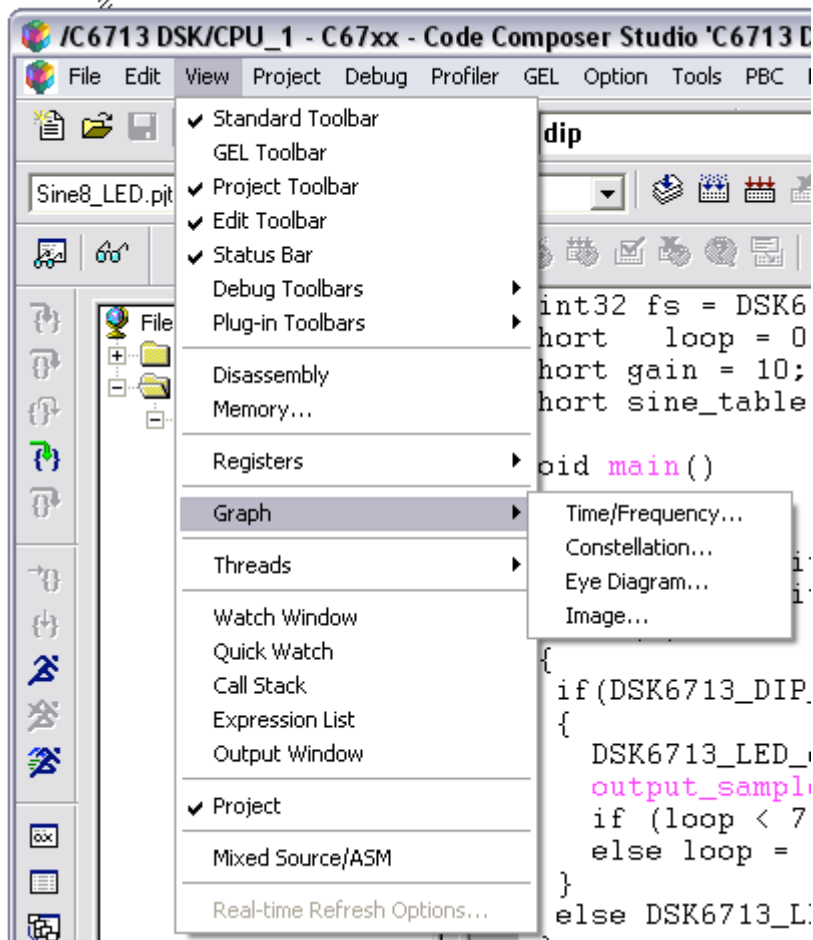 /C6713 DSK/CPU_1 - C67xx - Code Composer Studio 'C6713
File Edit View Project Debug Profiler GEL Option Tools PBC
Standard Toolbar
dip
GEL Toolbar
Sine8_LED.pjt
Project Toolbar
Edit Toolbar
Status Bar
Debug Toolbars
int32 fs = DSK6
File
Plug-in Toolbars
hort loop = 0
Disassembly
hort gain = 10;
Memory...
hort sine_table
Registers
oid main()
Graph
Time/Frequency...
Constellation...
Threads
Eye Diagram...
Watch Window
Image...
Quick Watch
{
Call Stack
if(DSK6713_DIP_
Expression List
{
Output Window
DSK6713_LED_
output_sampl
Project
if (loop < 7
Mixed Source/ASM
else loop =
}
Real-time Refresh Options...
else DSK6713_L